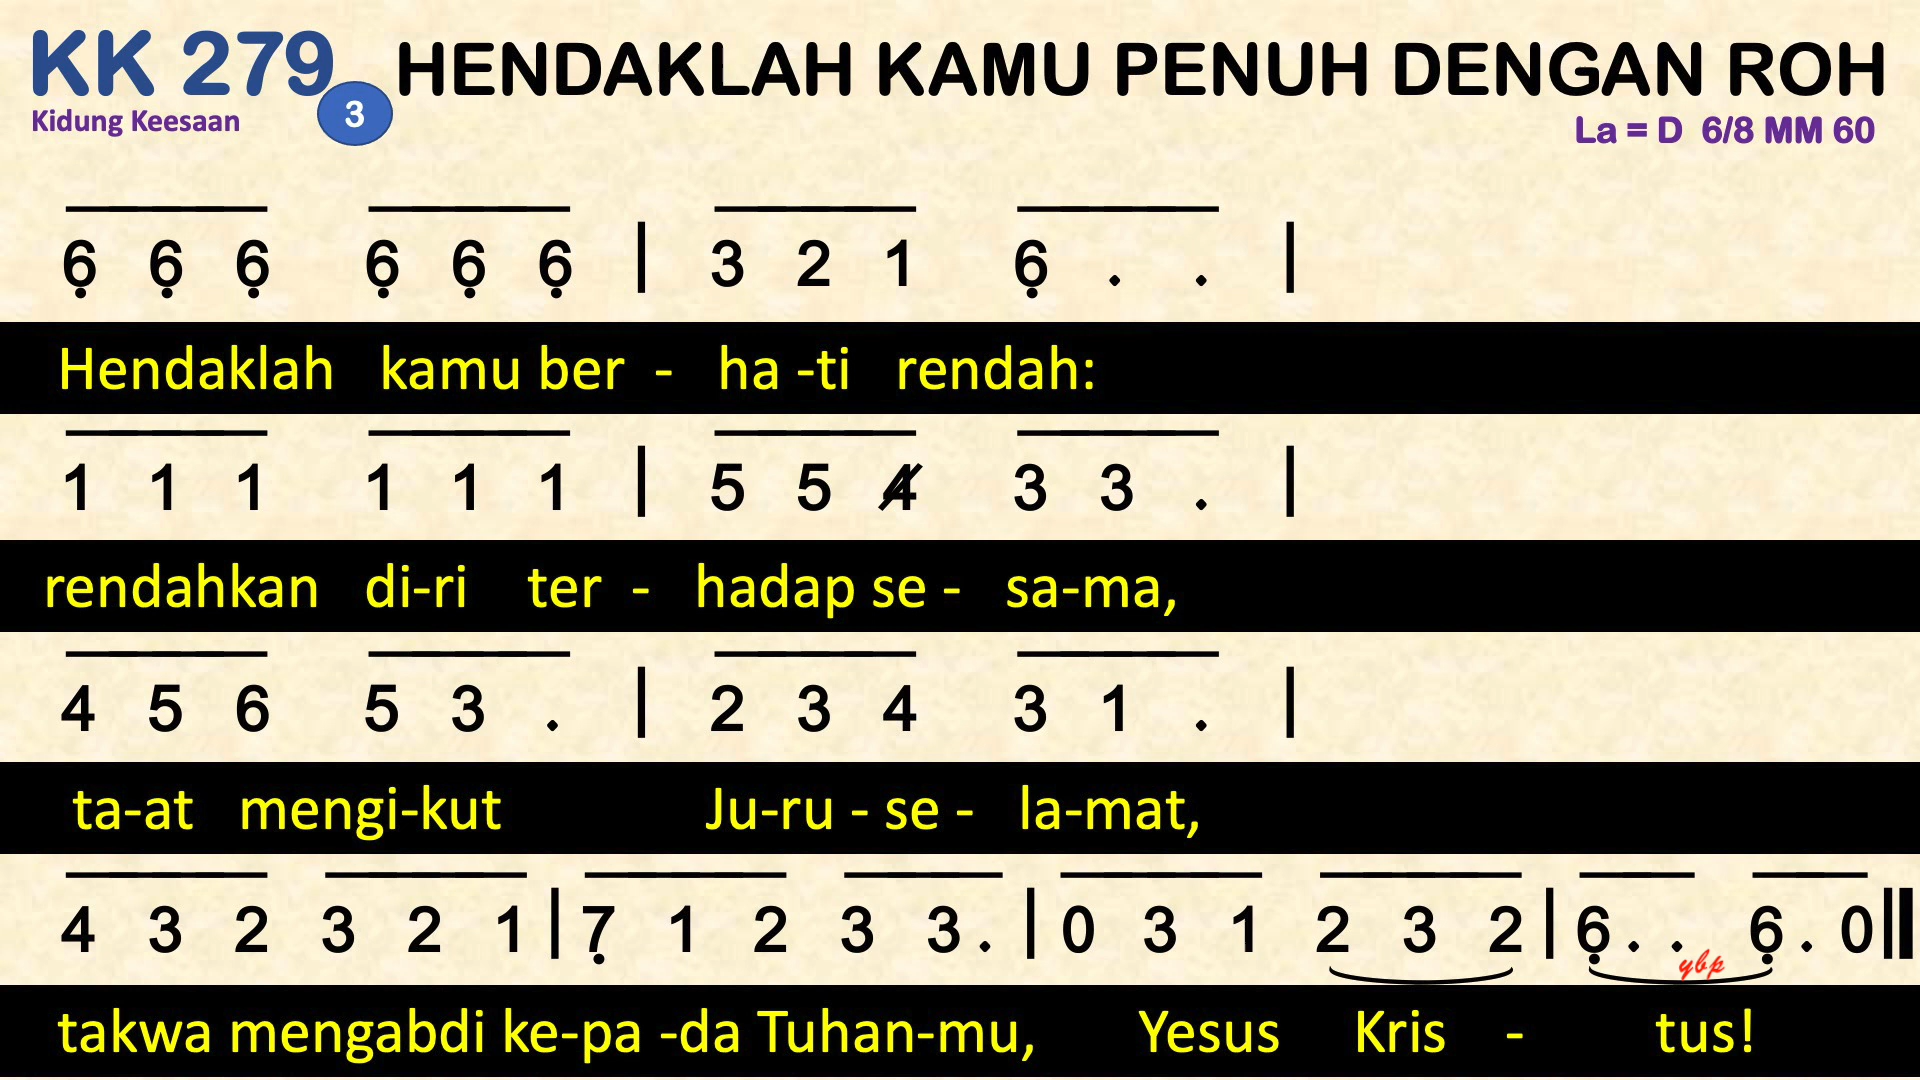 KK 279 HENDAKLAH KAMU PENUH DENGAN ROH
Kidung Keesaan 3 La = D 6/8 MM 60
6̣ 6̣ 6̣ 6̣ 6̣ 6̣ | 3 2 1 6̣ . . |
Hendaklah kamu ber - ha -ti rendah:
1 1 1 1 1 1 | 5 5 4̸ 3 3 . |
rendahkan di-ri ter - hadap se - sa-ma,
4 5 6 5 3 . | 2 3 4 3 1 . |
ta-at mengi-kut Ju-ru - se - la-mat,
4 3 2 3 2 1 | 7̣ 1 2 3 3 . | 0 3 1 2 3 2 | 6̣ . . 6̣ . 0 ||
ybp
takwa mengabdi ke-pa -da Tuhan-mu, Yesus Kris - tus!